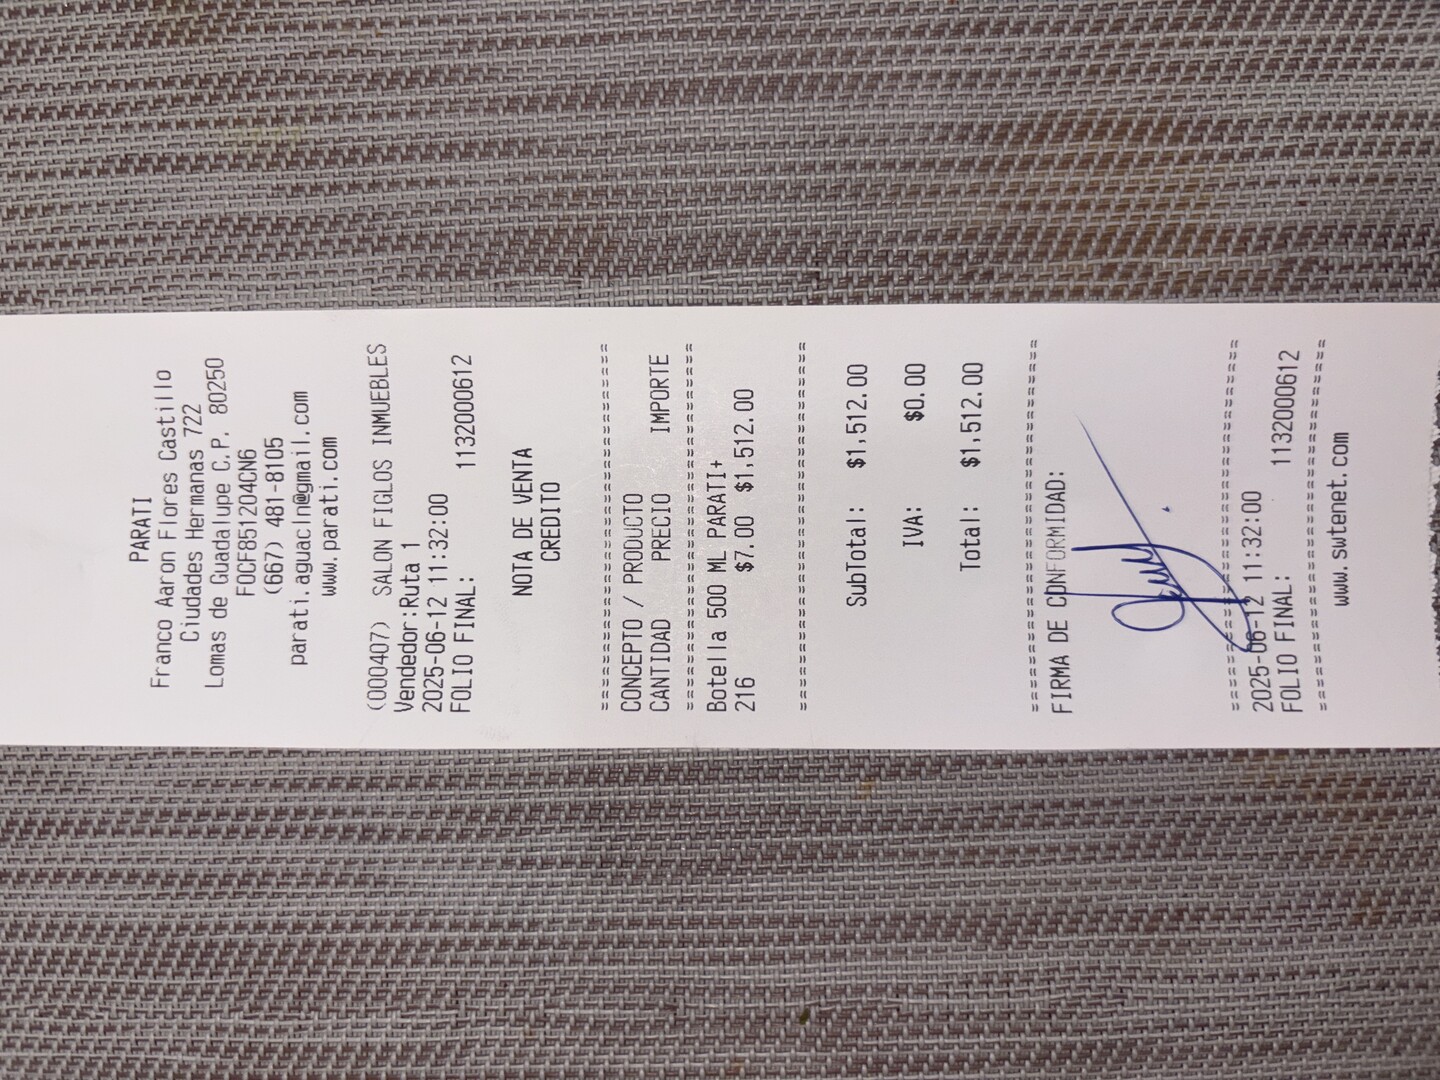 PARATI
Franco Aaron Flores Castillo
Ciudades Hermanas 722
Lomas de Guadalupe C.P. 80250
FOCF851204CN6
(667) 481-8105
parati.aguacln@gmail.com
www.parati.com
(000407) SALON FIGLOS INMUEBLES
Vendedor:Ruta 1
2025-06-12 11:32:00
FOLIO FINAL: 1132000612
NOTA DE VENTA
CREDITO
================================
CONCEPTO / PRODUCTO
CANTIDAD PRECIO IMPORTE
================================
Botella 500 ML PARATI+
216 $7.00 $1,512.00
================================
SubTotal: $1,512.00
IVA: $0.00
Total: $1,512.00
================================
FIRMA DE CONFORMIDAD:
================================
2025-06-12 11:32:00
FOLIO FINAL: 1132000612
================================
www.swtenet.com